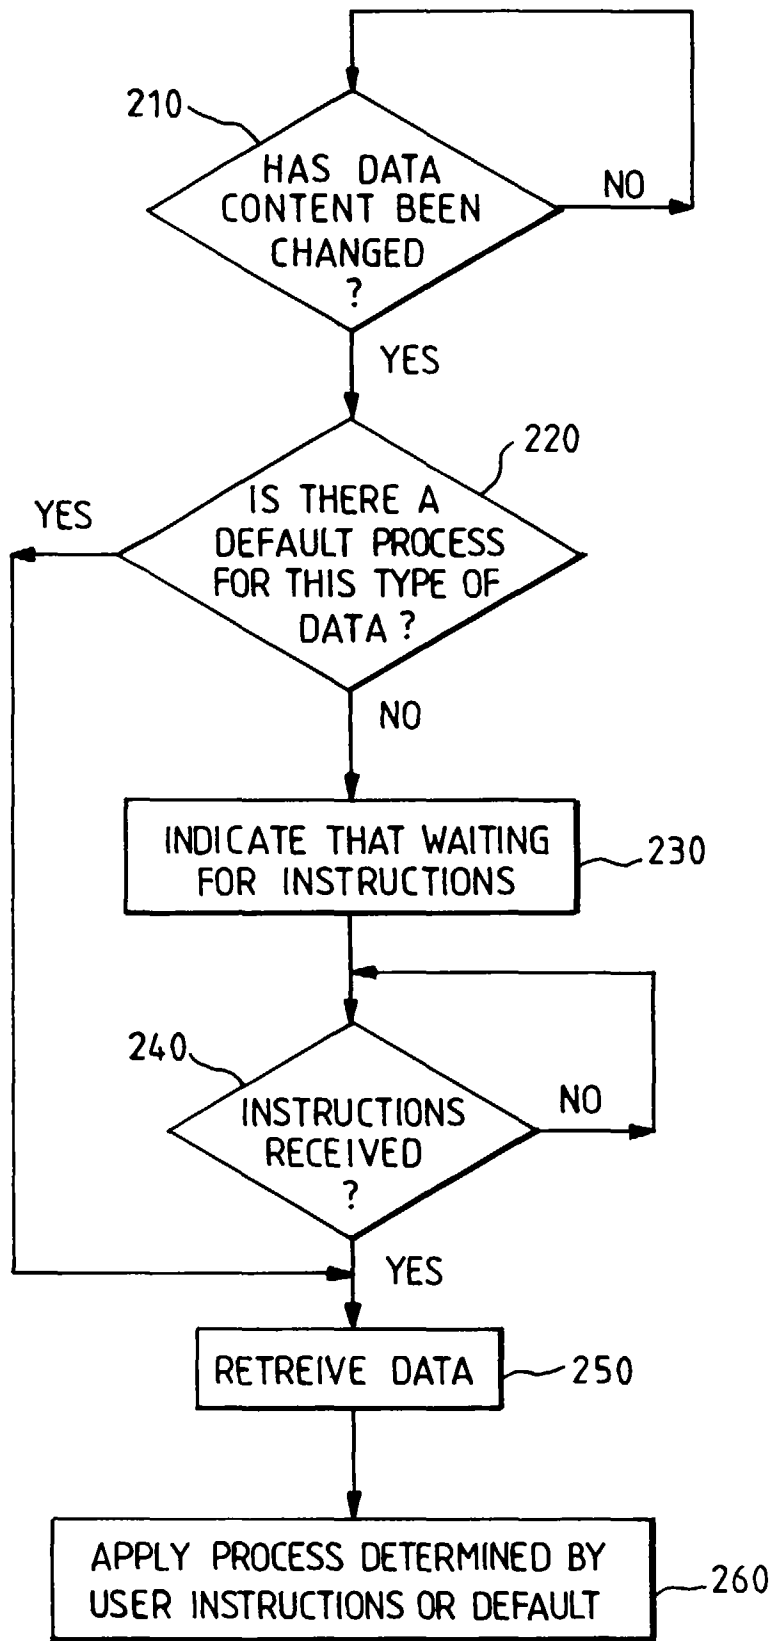 210
HAS DATA
CONTENT BEEN
CHANGED
?
NO
YES
220
YES
IS THERE A
DEFAULT PROCESS
FOR THIS TYPE OF
DATA ?
NO
INDICATE THAT WAITING
FOR INSTRUCTIONS
230
240
INSTRUCTIONS
RECEIVED
?
NO
YES
RETREIVE DATA
250
APPLY PROCESS DETERMINED BY
USER INSTRUCTIONS OR DEFAULT
260